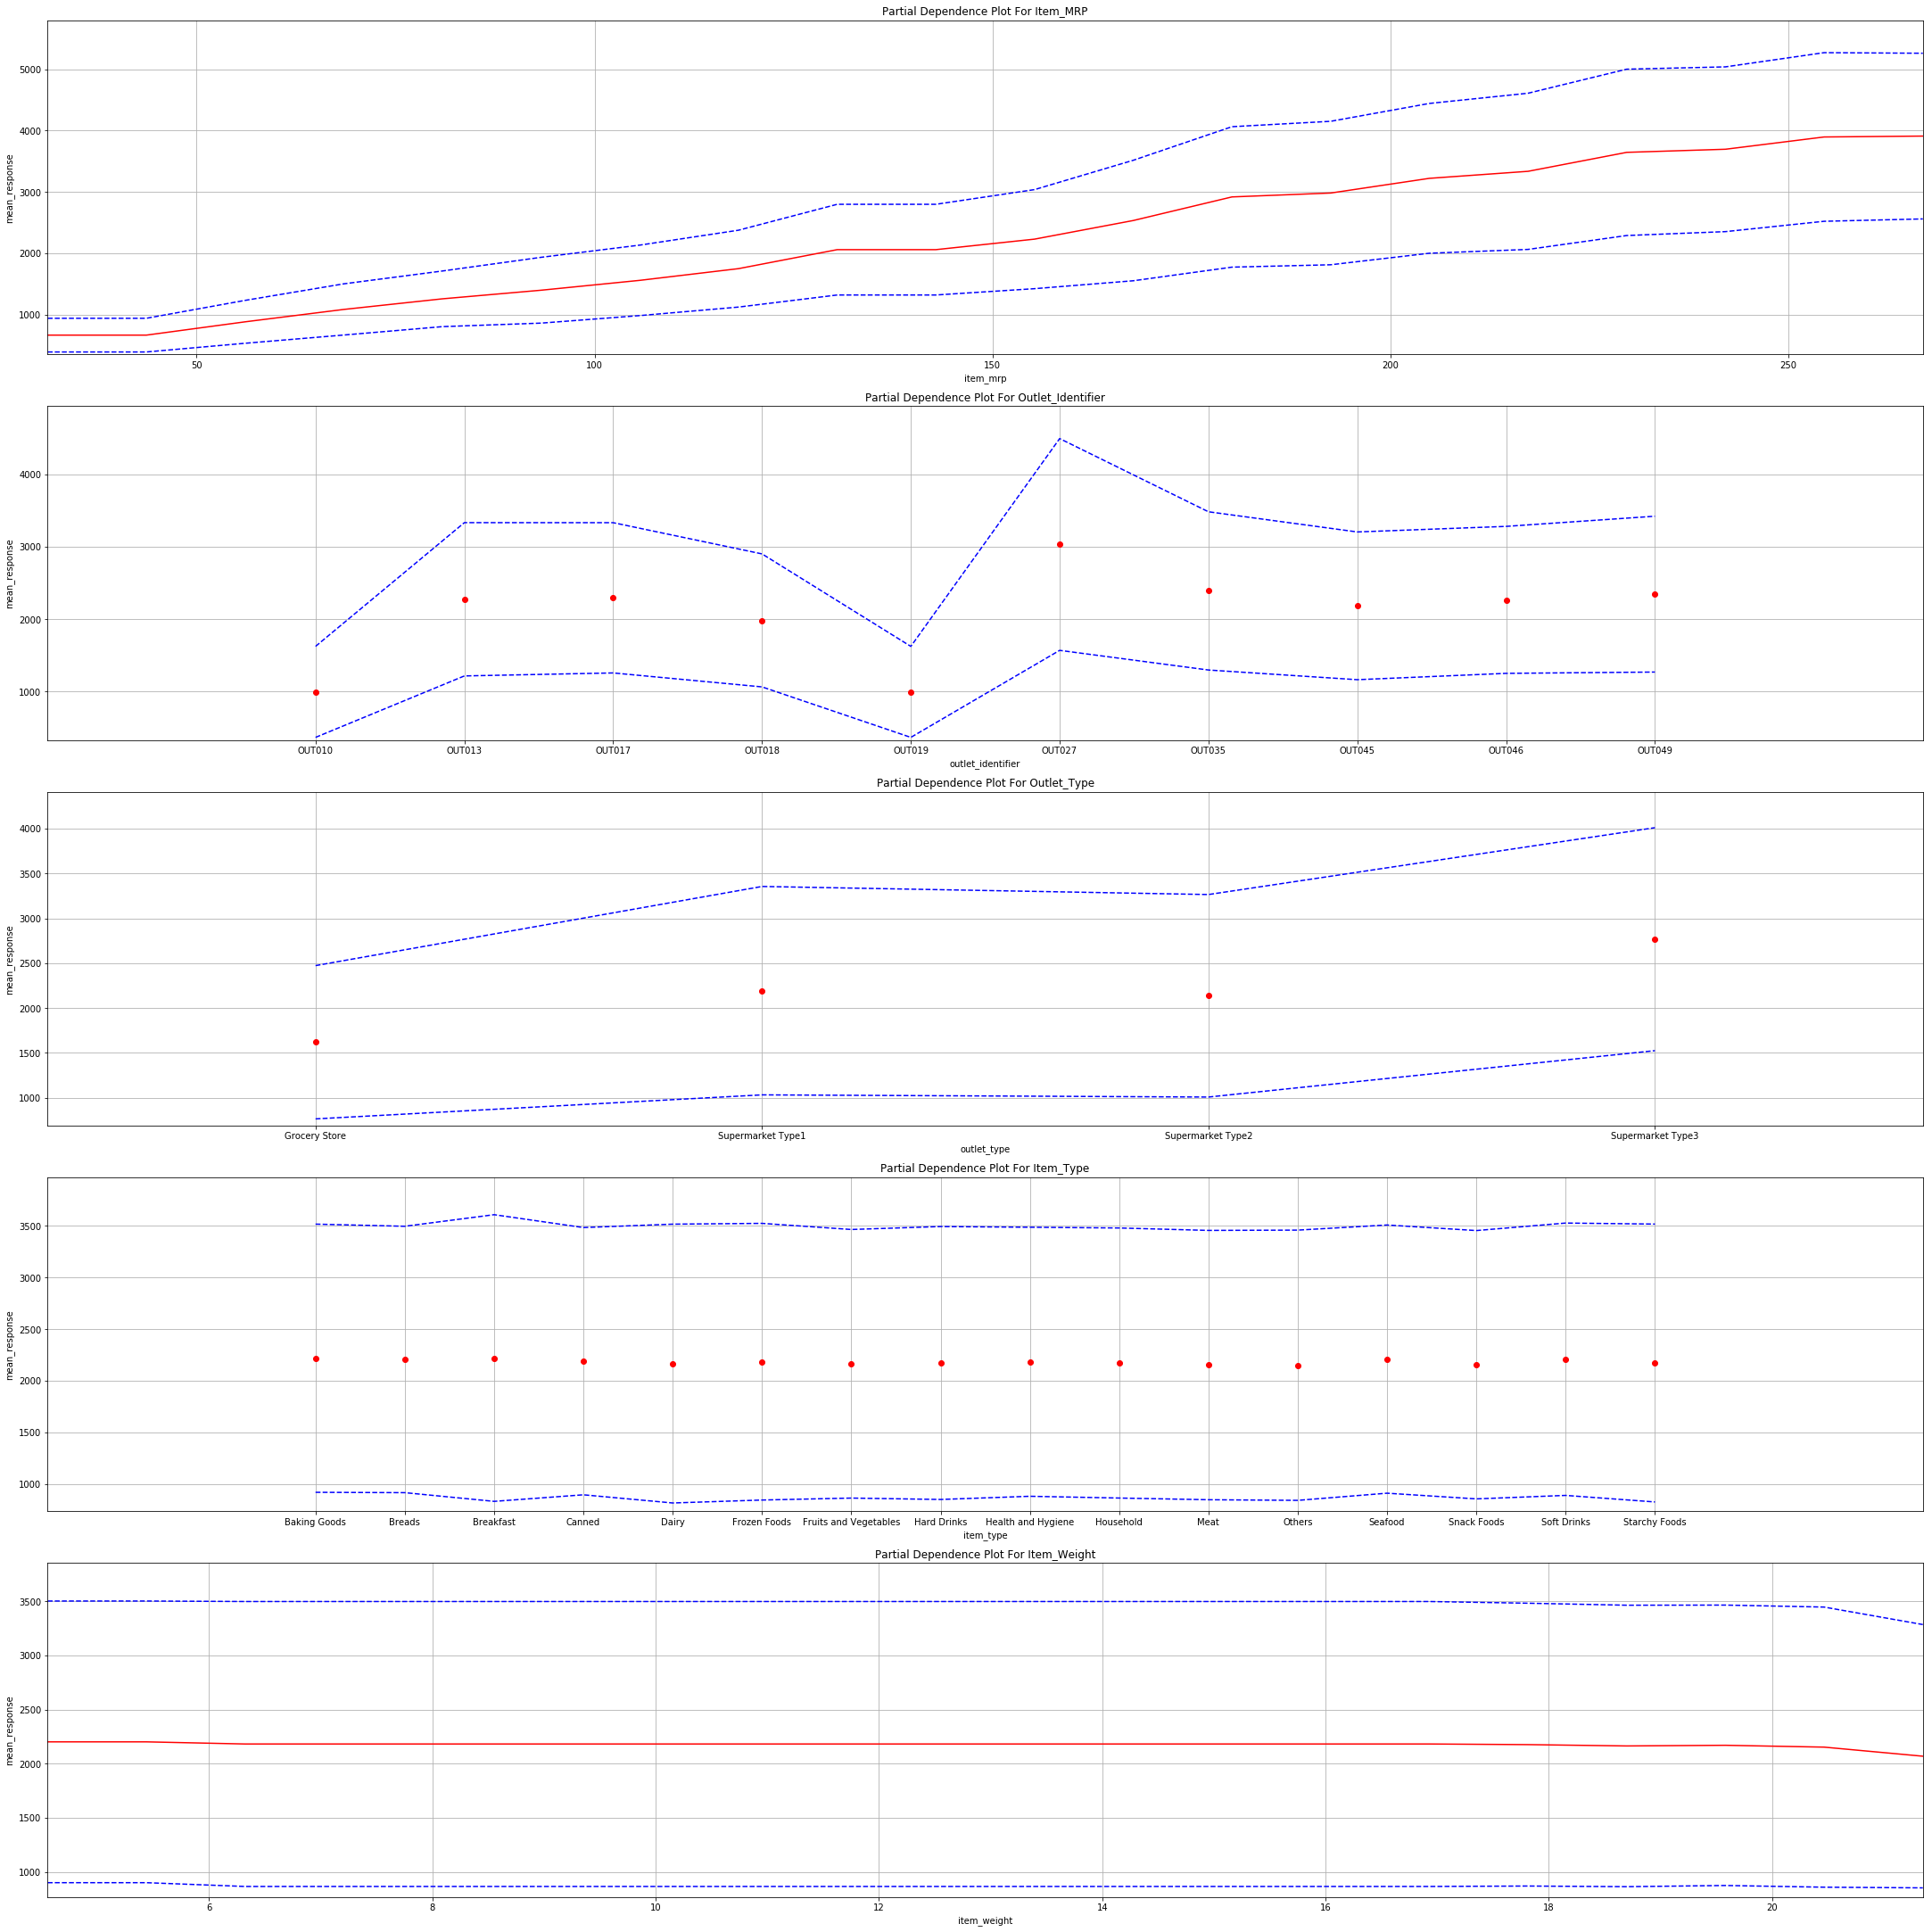 Partial Dependence Plot For Item_MRP
5000
4000
3000
2000
1000
mean_response
50 100 150 200 250
item_mrp
Partial Dependence Plot For Outlet_Identifier
4000
3000
2000
1000
mean_response
OUT010 OUT013 OUT017 OUT018 OUT019 OUT027 OUT035 OUT045 OUT046 OUT049
outlet_identifier
Partial Dependence Plot For Outlet_Type
4000
3500
3000
2500
2000
1500
1000
mean_response
Grocery Store Supermarket Type1 Supermarket Type2 Supermarket Type3
outlet_type
Partial Dependence Plot For Item_Type
3500
3000
2500
2000
1500
1000
mean_response
Baking Goods Breads Breakfast Canned Dairy Frozen Foods Fruits and Vegetables Hard Drinks Health and Hygiene Household Meat Others Seafood Snack Foods Soft Drinks Starchy Foods
item_type
Partial Dependence Plot For Item_Weight
3500
3000
2500
2000
1500
1000
mean_response
6 8 10 12 14 16 18 20
item_weight